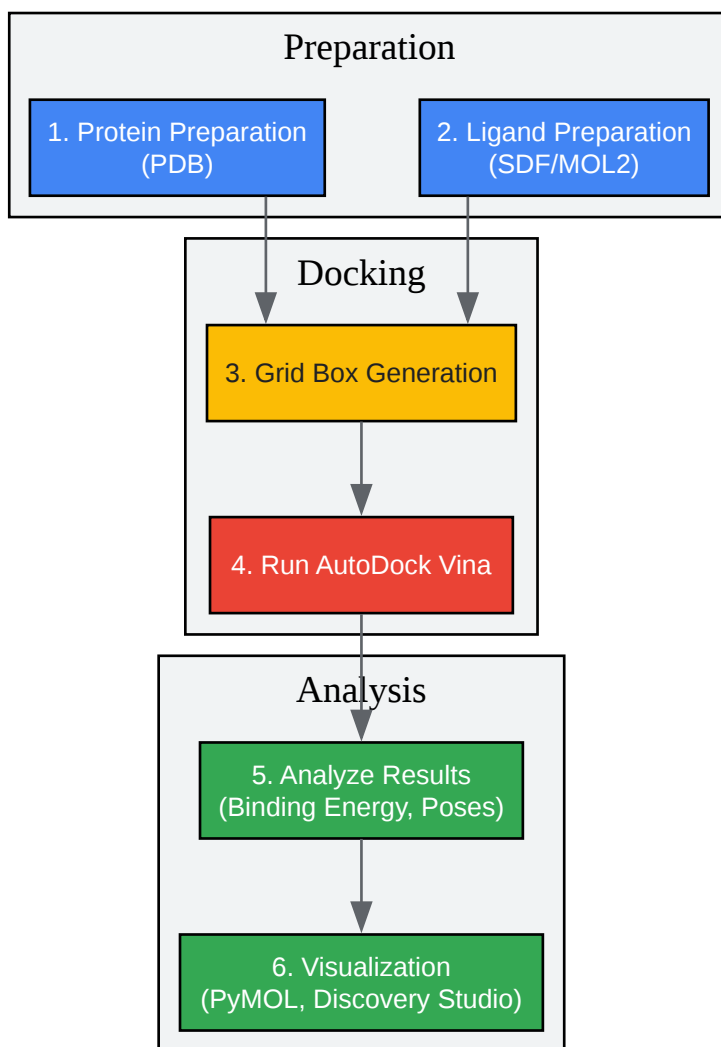 Preparation
1. Protein Preparation
(PDB)
2. Ligand Preparation
(SDF/MOL2)
Docking
3. Grid Box Generation
4. Run AutoDock Vina
Analysis
5. Analyze Results
(Binding Energy, Poses)
6. Visualization
(PyMOL, Discovery Studio)